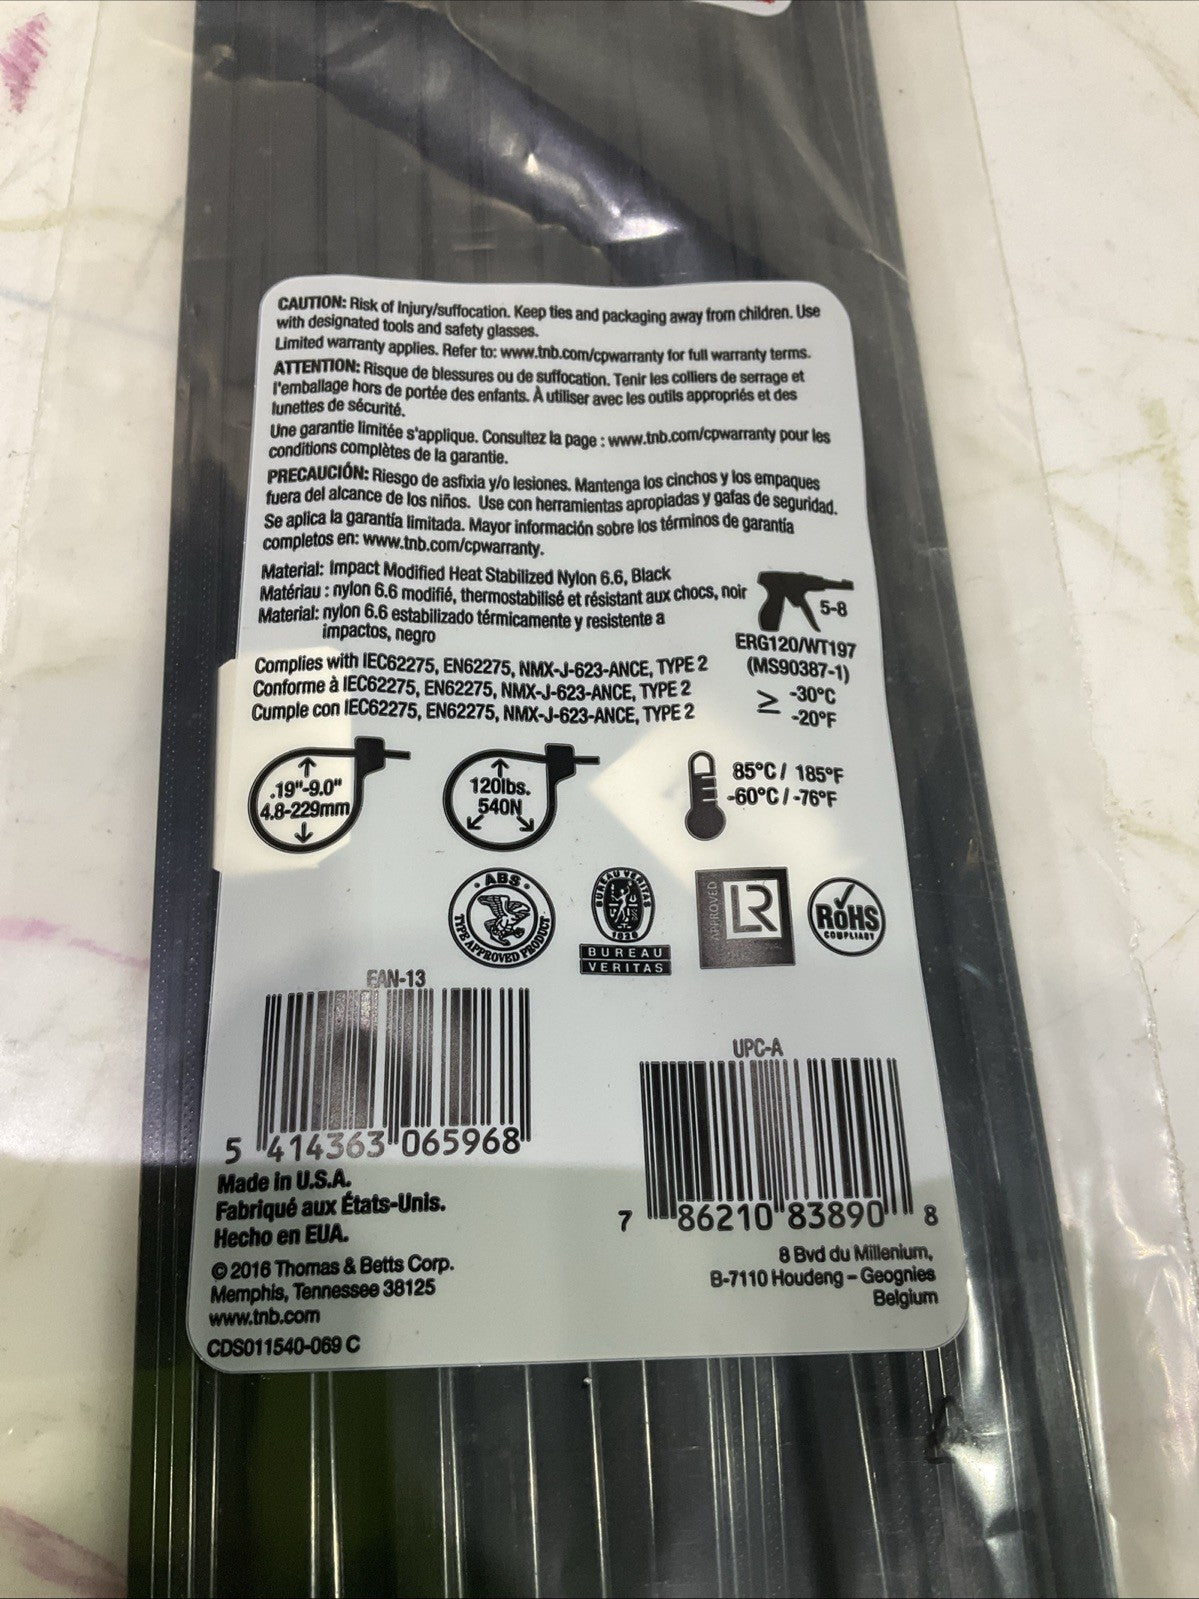 CAUTION: Risk of Injury/suffocation. Keep ties and packaging away from children. Use
with designated tools and safety glasses.
Limited warranty applies. Refer to: www.tnb.com/cpwarranty for full warranty terms.
ATTENTION: Risque de blessures ou de suffocation. Tenir les colliers de serrage et
l'emballage hors de portée des enfants. À utiliser avec les outils appropriés et des
lunettes de sécurité.
Une garantie limitée s'applique. Consultez la page : www.tnb.com/cpwarranty pour les
conditions complètes de la garantie.
PRECAUCIÓN: Riesgo de asfixia y/o lesiones. Mantenga los cinchos y los empaques
fuera del alcance de los niños. Use con herramientas apropiadas y gafas de seguridad.
Se aplica la garantía limitada. Mayor información sobre los términos de garantía
completos en: www.tnb.com/cpwarranty.
Material: Impact Modified Heat Stabilized Nylon 6.6, Black
Matériau : nylon 6.6 modifié, thermostabilisé et résistant aux chocs, noir
Material: nylon 6.6 estabilizado térmicamente y resistente a
impactos, negro
5-8
ERG120/WT197
(MS90387-1)
≥ -30°C
-20°F
Complies with IEC62275, EN62275, NMX-J-623-ANCE, TYPE 2
Conforme à IEC62275, EN62275, NMX-J-623-ANCE, TYPE 2
Cumple con IEC62275, EN62275, NMX-J-623-ANCE, TYPE 2
.19"-9.0"
4.8-229mm
120lbs.
540N
85°C / 185°F
-60°C / -76°F
ABS
TYPE APPROVED PRODUCT
BUREAU VERITAS
1828
BUREAU
VERITAS
APPROVED
LR
RoHS
COMPLIANT
EAN-13
5 414363 065968
UPC-A
7 86210 83890 8
Made in U.S.A.
Fabriqué aux États-Unis.
Hecho en EUA.
© 2016 Thomas & Betts Corp.
Memphis, Tennessee 38125
www.tnb.com
CDS011540-069 C
8 Bvd du Millenium,
B-7110 Houdeng – Geognies
Belgium